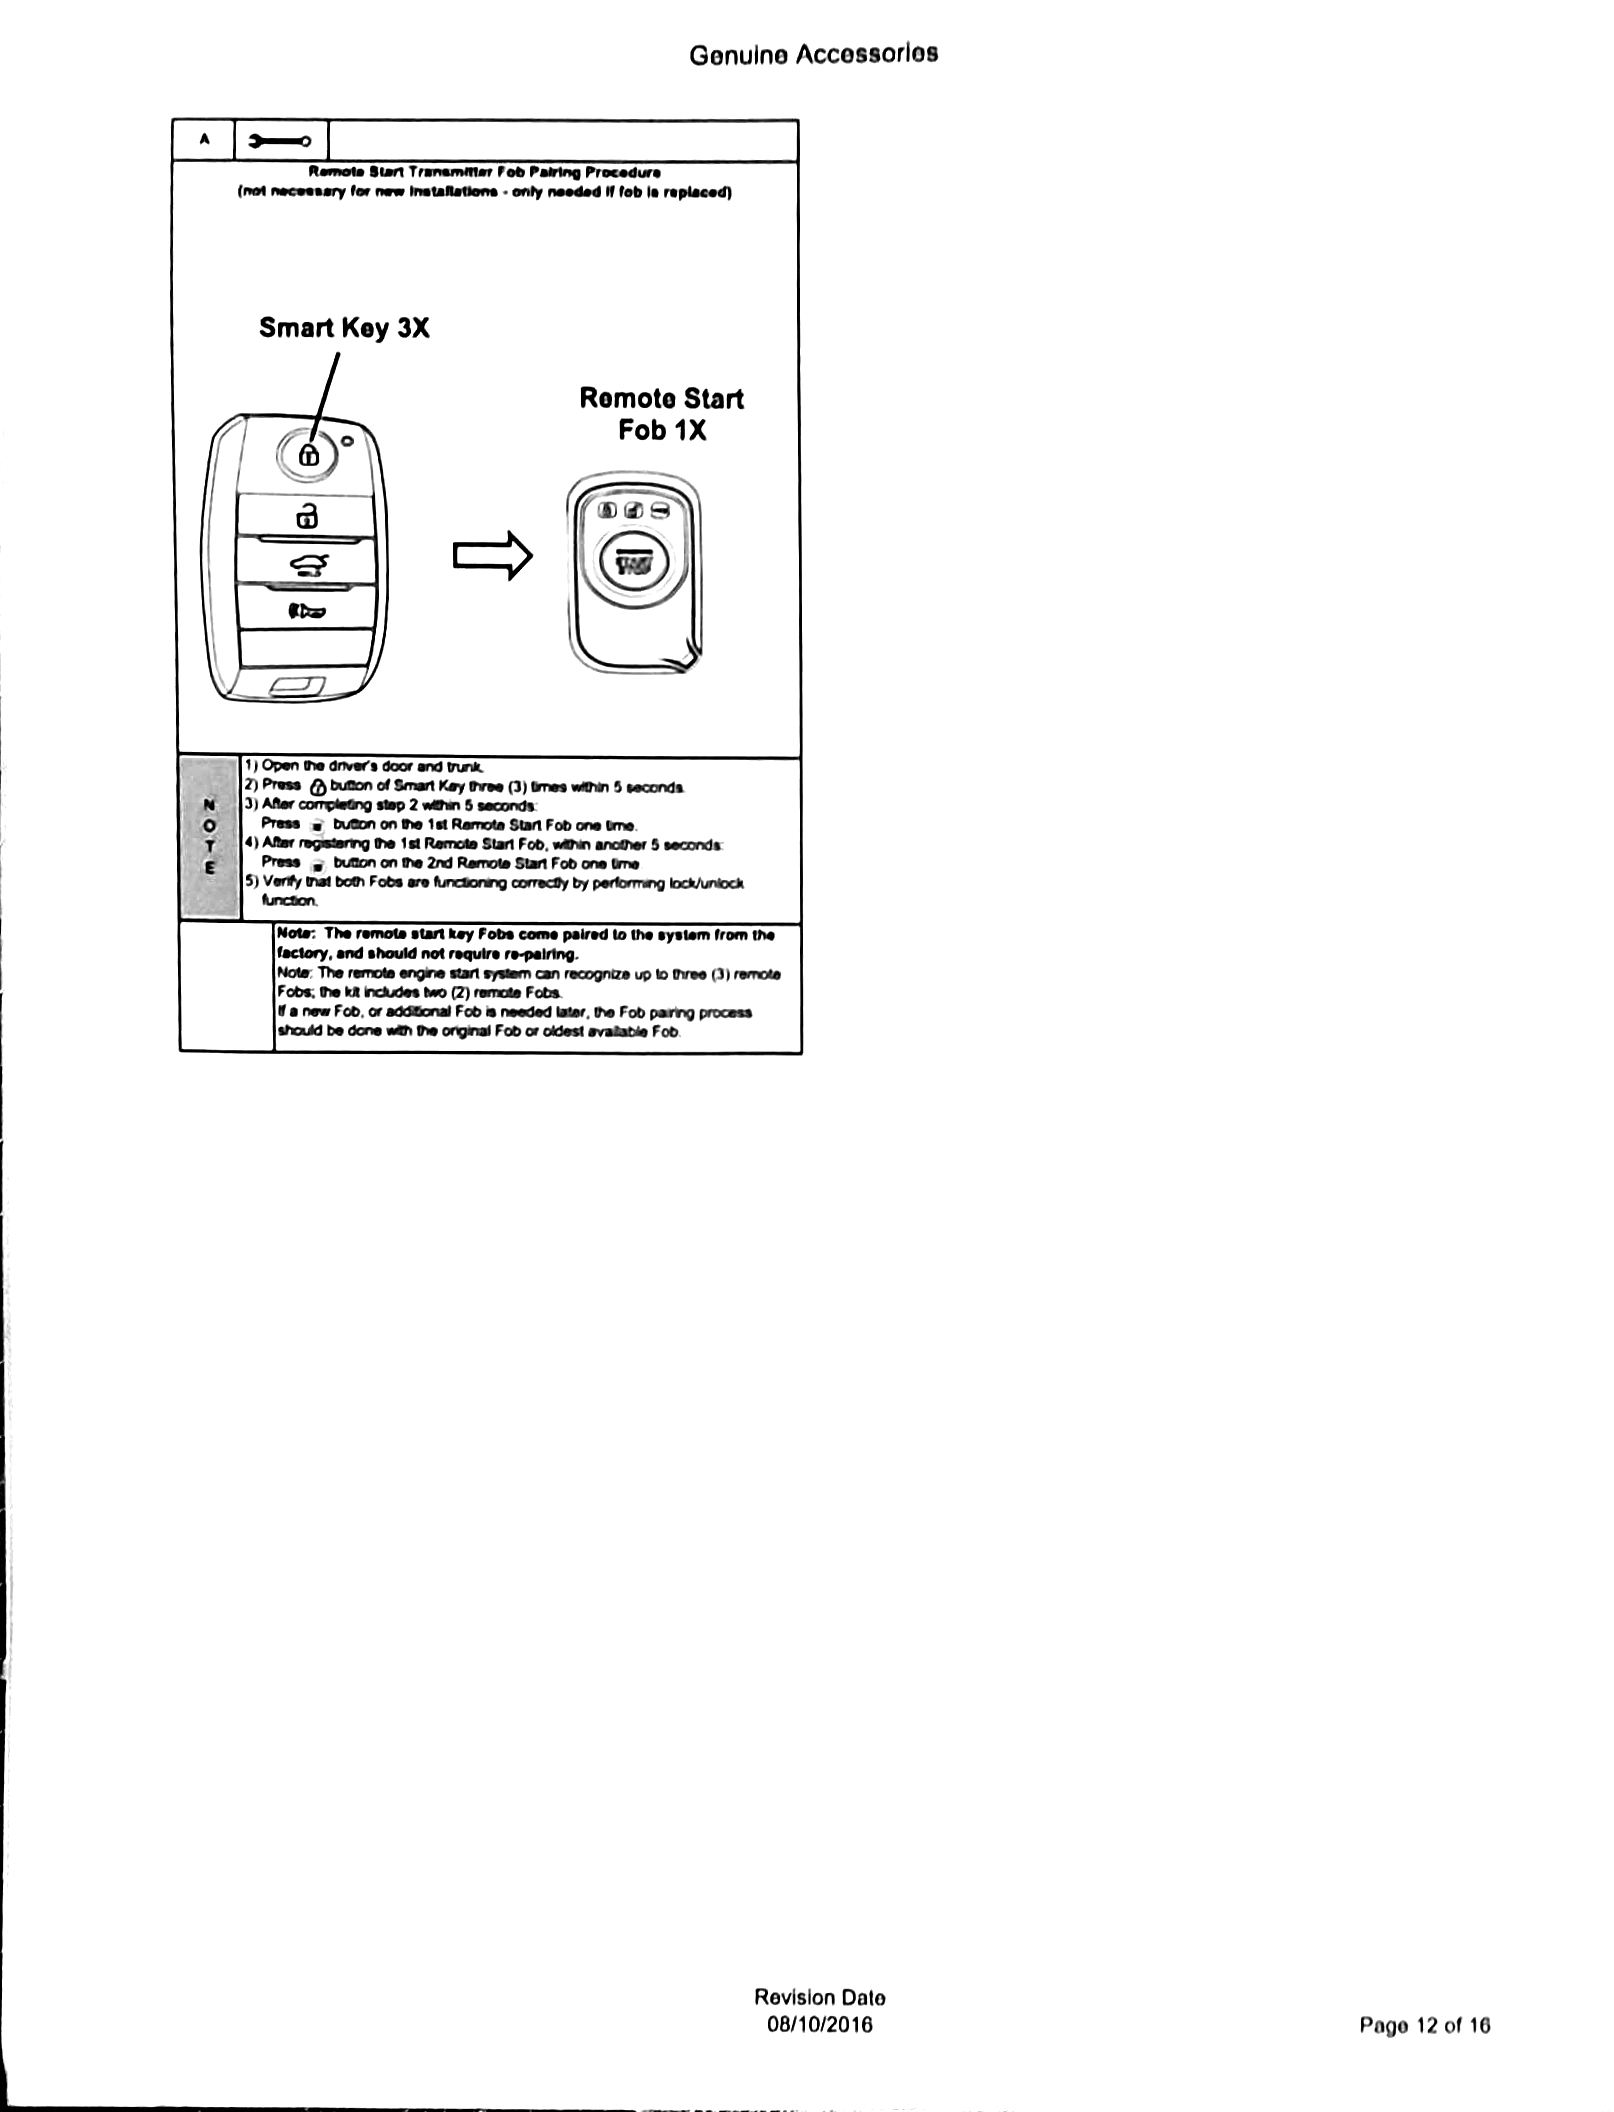 Genuine Accessories
A
Remote Start Transmitter Fob Pairing Procedure
(not necessary for new installations - only needed if fob is replaced)
Smart Key 3X
Remote Start
Fob 1X
START
NOTE
1) Open the driver's door and trunk.
2) Press button of Smart Key three (3) times within 5 seconds.
3) After completing step 2 within 5 seconds:
Press button on the 1st Remote Start Fob one time.
4) After registering the 1st Remote Start Fob, within another 5 seconds:
Press button on the 2nd Remote Start Fob one time
5) Verify that both Fobs are functioning correctly by performing lock/unlock
function.
Note: The remote start key Fobs come paired to the system from the
factory, and should not require re-pairing.
Note: The remote engine start system can recognize up to three (3) remote
Fobs; the kit includes two (2) remote Fobs.
If a new Fob, or additional Fob is needed later, the Fob pairing process
should be done with the original Fob or oldest available Fob.
Revision Date
08/10/2016
Page 12 of 16